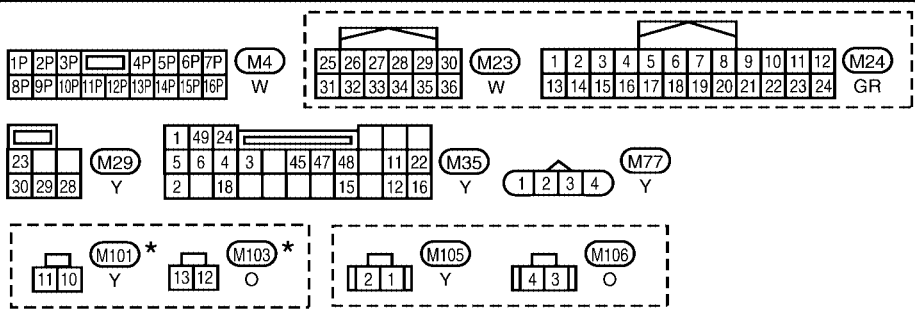 1P 2P 3P 4P 5P 6P 7P M4
8P 9P 10P 11P 12P 13P 14P 15P 16P W
25 26 27 28 29 30 M23
31 32 33 34 35 36 W
1 2 3 4 5 6 7 8 9 10 11 12 M24
13 14 15 16 17 18 19 20 21 22 23 24 GR
23 M29
30 29 28 Y
1 49 24
5 6 4 3 45 47 48 11 22 M35
2 18 15 12 16 Y
M77
1 2 3 4 Y
M101 *
11 10 Y
M103 *
13 12 O
M105
2 1 Y
M106
4 3 O